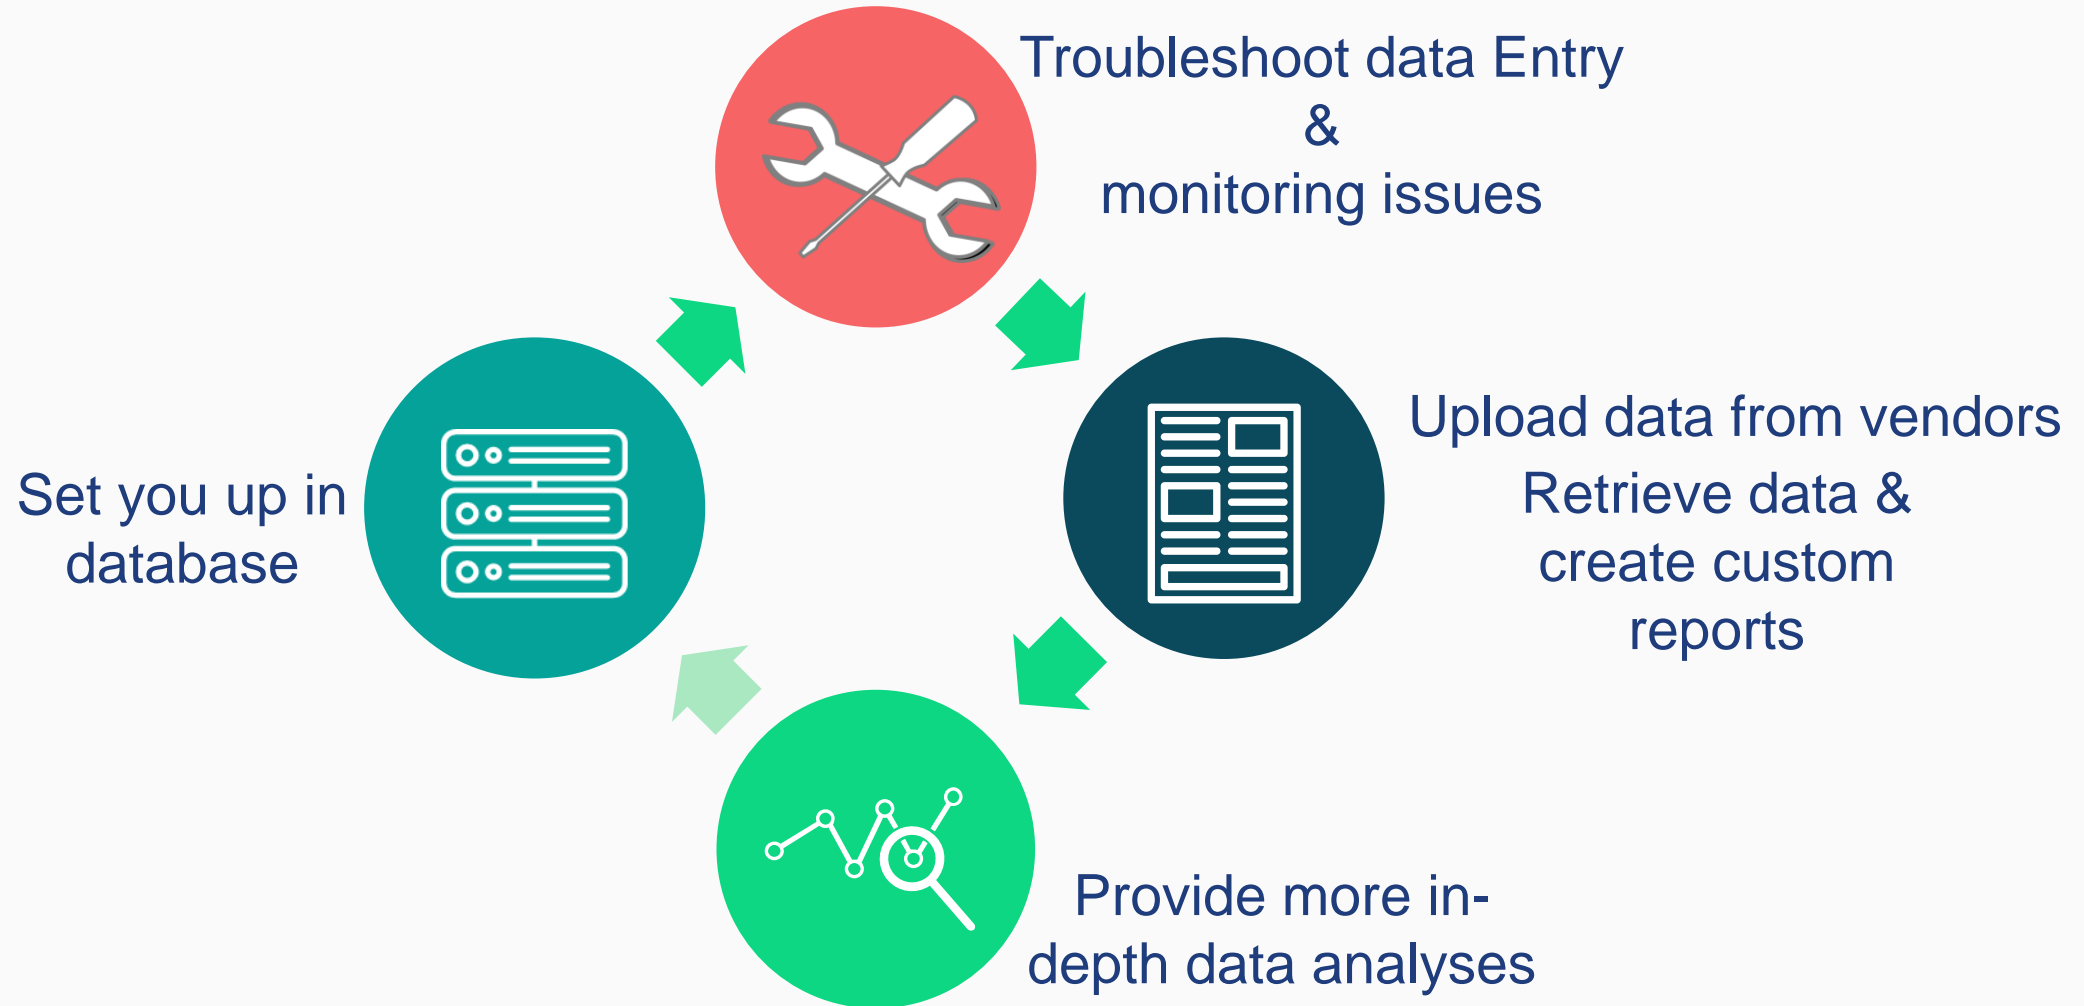 Troubleshoot data Entry
&
monitoring issues
Upload data from vendors
Retrieve data &
create custom
reports
Set you up in
database
Provide more in-
depth data analyses